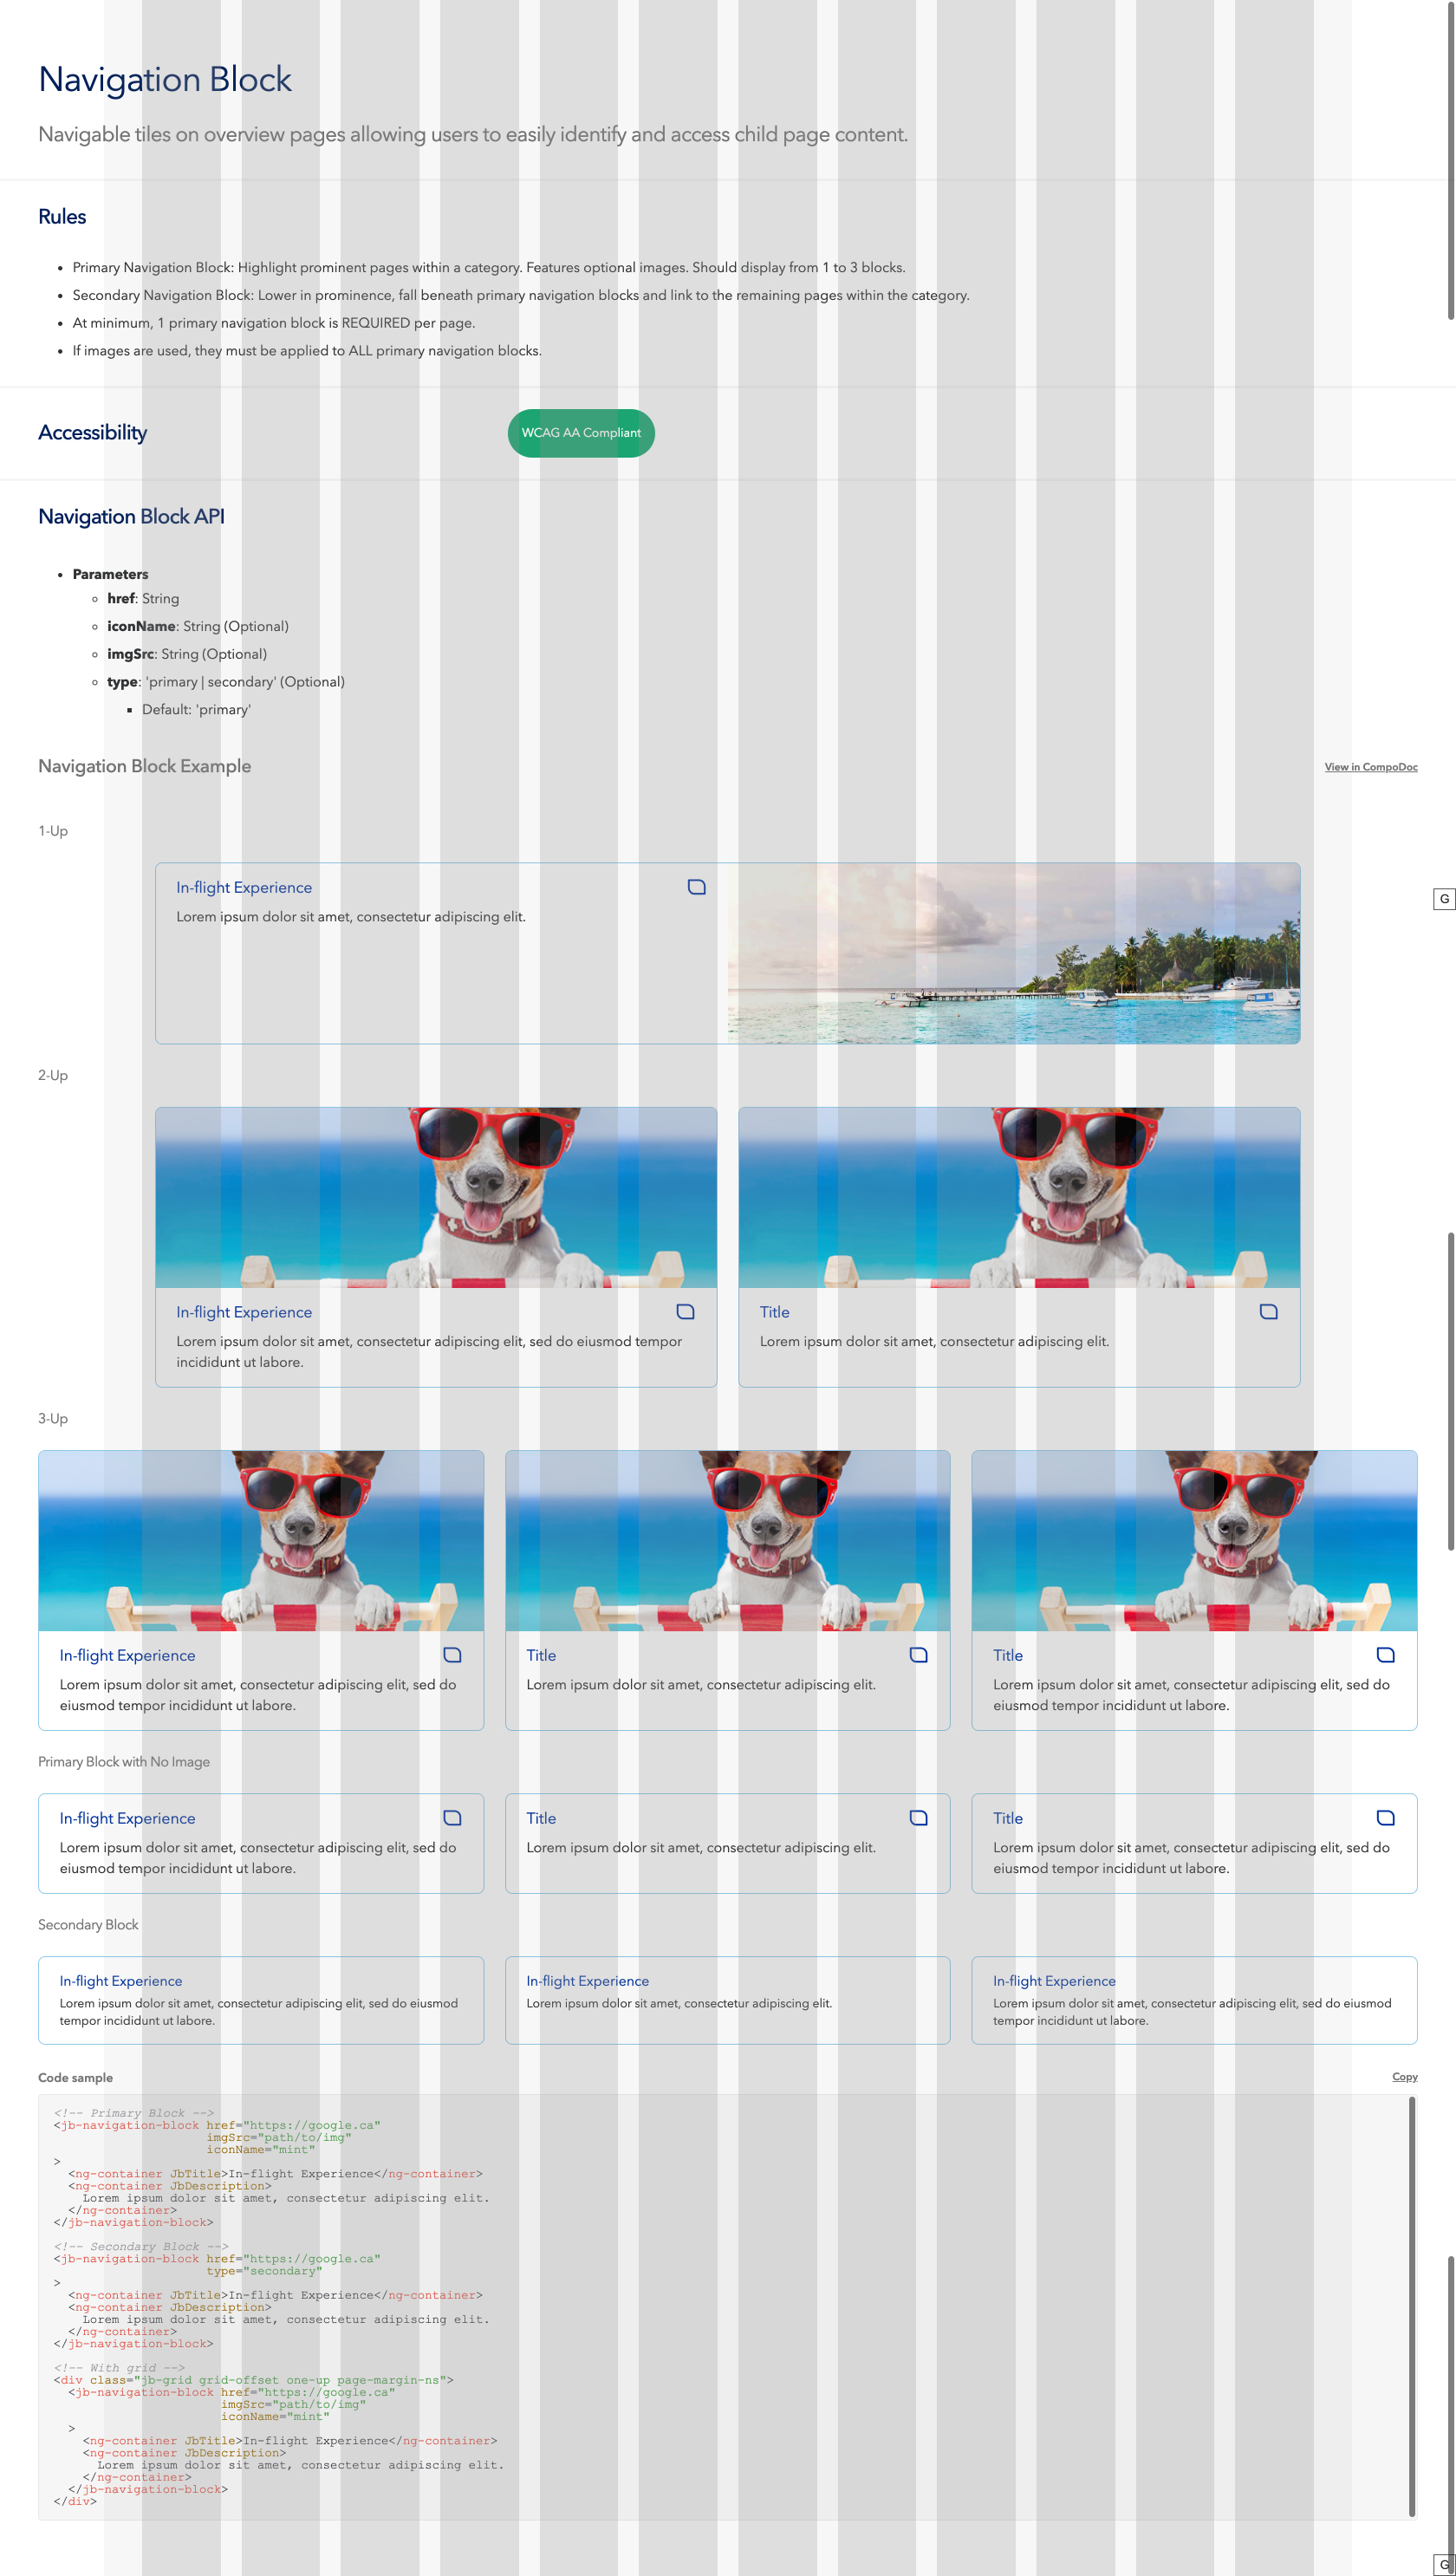 Navigation Block
Navigable tiles on overview pages allowing users to easily identify and access child page content.
Rules
Primary Navigation Block: Highlight prominent pages within a category. Features optional images. Should display from 1 to 3 blocks.
Secondary Navigation Block: Lower in prominence, fall beneath primary navigation blocks and link to the remaining pages within the category.
At minimum, 1 primary navigation block is REQUIRED per page.
If images are used, they must be applied to ALL primary navigation blocks.
Accessibility
WCAG AA Compliant
Navigation Block API
Parameters
href: String
iconName: String (Optional)
imgSrc: String (Optional)
type: 'primary | secondary' (Optional)
Default: 'primary'
Navigation Block Example
View in CompoDoc
1-Up
In-flight Experience
Lorem ipsum dolor sit amet, consectetur adipiscing elit.
G
2-Up
In-flight Experience
Lorem ipsum dolor sit amet, consectetur adipiscing elit, sed do eiusmod tempor
incididunt ut labore.
Title
Lorem ipsum dolor sit amet, consectetur adipiscing elit.
3-Up
In-flight Experience
Lorem ipsum dolor sit amet, consectetur adipiscing elit, sed do
eiusmod tempor incididunt ut labore.
Title
Lorem ipsum dolor sit amet, consectetur adipiscing elit.
Title
Lorem ipsum dolor sit amet, consectetur adipiscing elit, sed do
eiusmod tempor incididunt ut labore.
Primary Block with No Image
In-flight Experience
Lorem ipsum dolor sit amet, consectetur adipiscing elit, sed do
eiusmod tempor incididunt ut labore.
Title
Lorem ipsum dolor sit amet, consectetur adipiscing elit.
Title
Lorem ipsum dolor sit amet, consectetur adipiscing elit, sed do
eiusmod tempor incididunt ut labore.
Secondary Block
In-flight Experience
Lorem ipsum dolor sit amet, consectetur adipiscing elit, sed do eiusmod
tempor incididunt ut labore.
In-flight Experience
Lorem ipsum dolor sit amet, consectetur adipiscing elit.
In-flight Experience
Lorem ipsum dolor sit amet, consectetur adipiscing elit, sed do eiusmod
tempor incididunt ut labore.
Code sample
Copy
<!-- Primary Block -->
<jb-navigation-block href="https://google.ca"
imgSrc="path/to/img"
iconName="mint"
>
<ng-container JbTitle>In-flight Experience</ng-container>
<ng-container JbDescription>
Lorem ipsum dolor sit amet, consectetur adipiscing elit.
</ng-container>
</jb-navigation-block>
<!-- Secondary Block -->
<jb-navigation-block href="https://google.ca"
type="secondary"
>
<ng-container JbTitle>In-flight Experience</ng-container>
<ng-container JbDescription>
Lorem ipsum dolor sit amet, consectetur adipiscing elit.
</ng-container>
</jb-navigation-block>
<!-- With grid -->
<div class="jb-grid grid-offset one-up page-margin-ns">
<jb-navigation-block href="https://google.ca"
imgSrc="path/to/img"
iconName="mint"
>
<ng-container JbTitle>In-flight Experience</ng-container>
<ng-container JbDescription>
Lorem ipsum dolor sit amet, consectetur adipiscing elit.
</ng-container>
</jb-navigation-block>
</div>
G